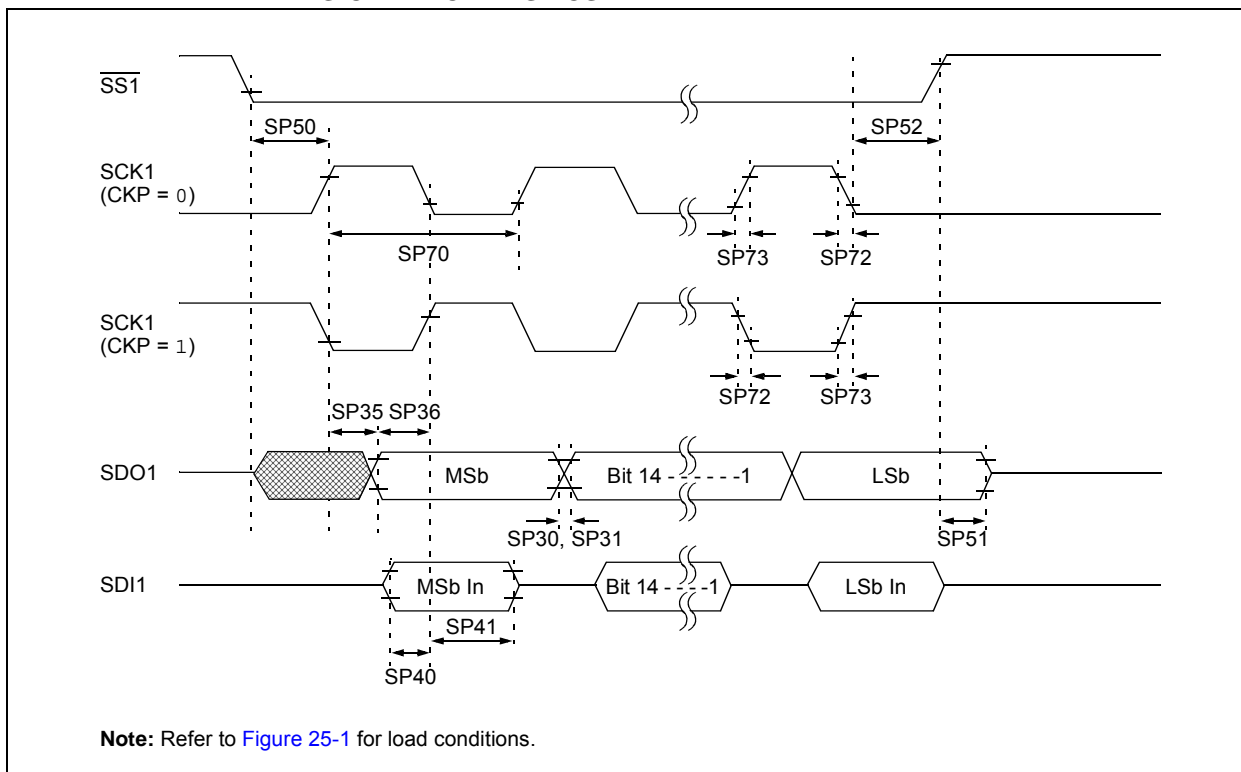 SS1
SP50
SP52
SCK1
(CKP = 0)
SP70
SP73
SP72
SCK1
(CKP = 1)
SP72
SP73
SP35 SP36
SDO1
MSb
Bit 14 - - - - - -1
LSb
SP30, SP31
SP51
SDI1
MSb In
Bit 14 - - - -1
LSb In
SP41
SP40
Note: Refer to Figure 25-1 for load conditions.